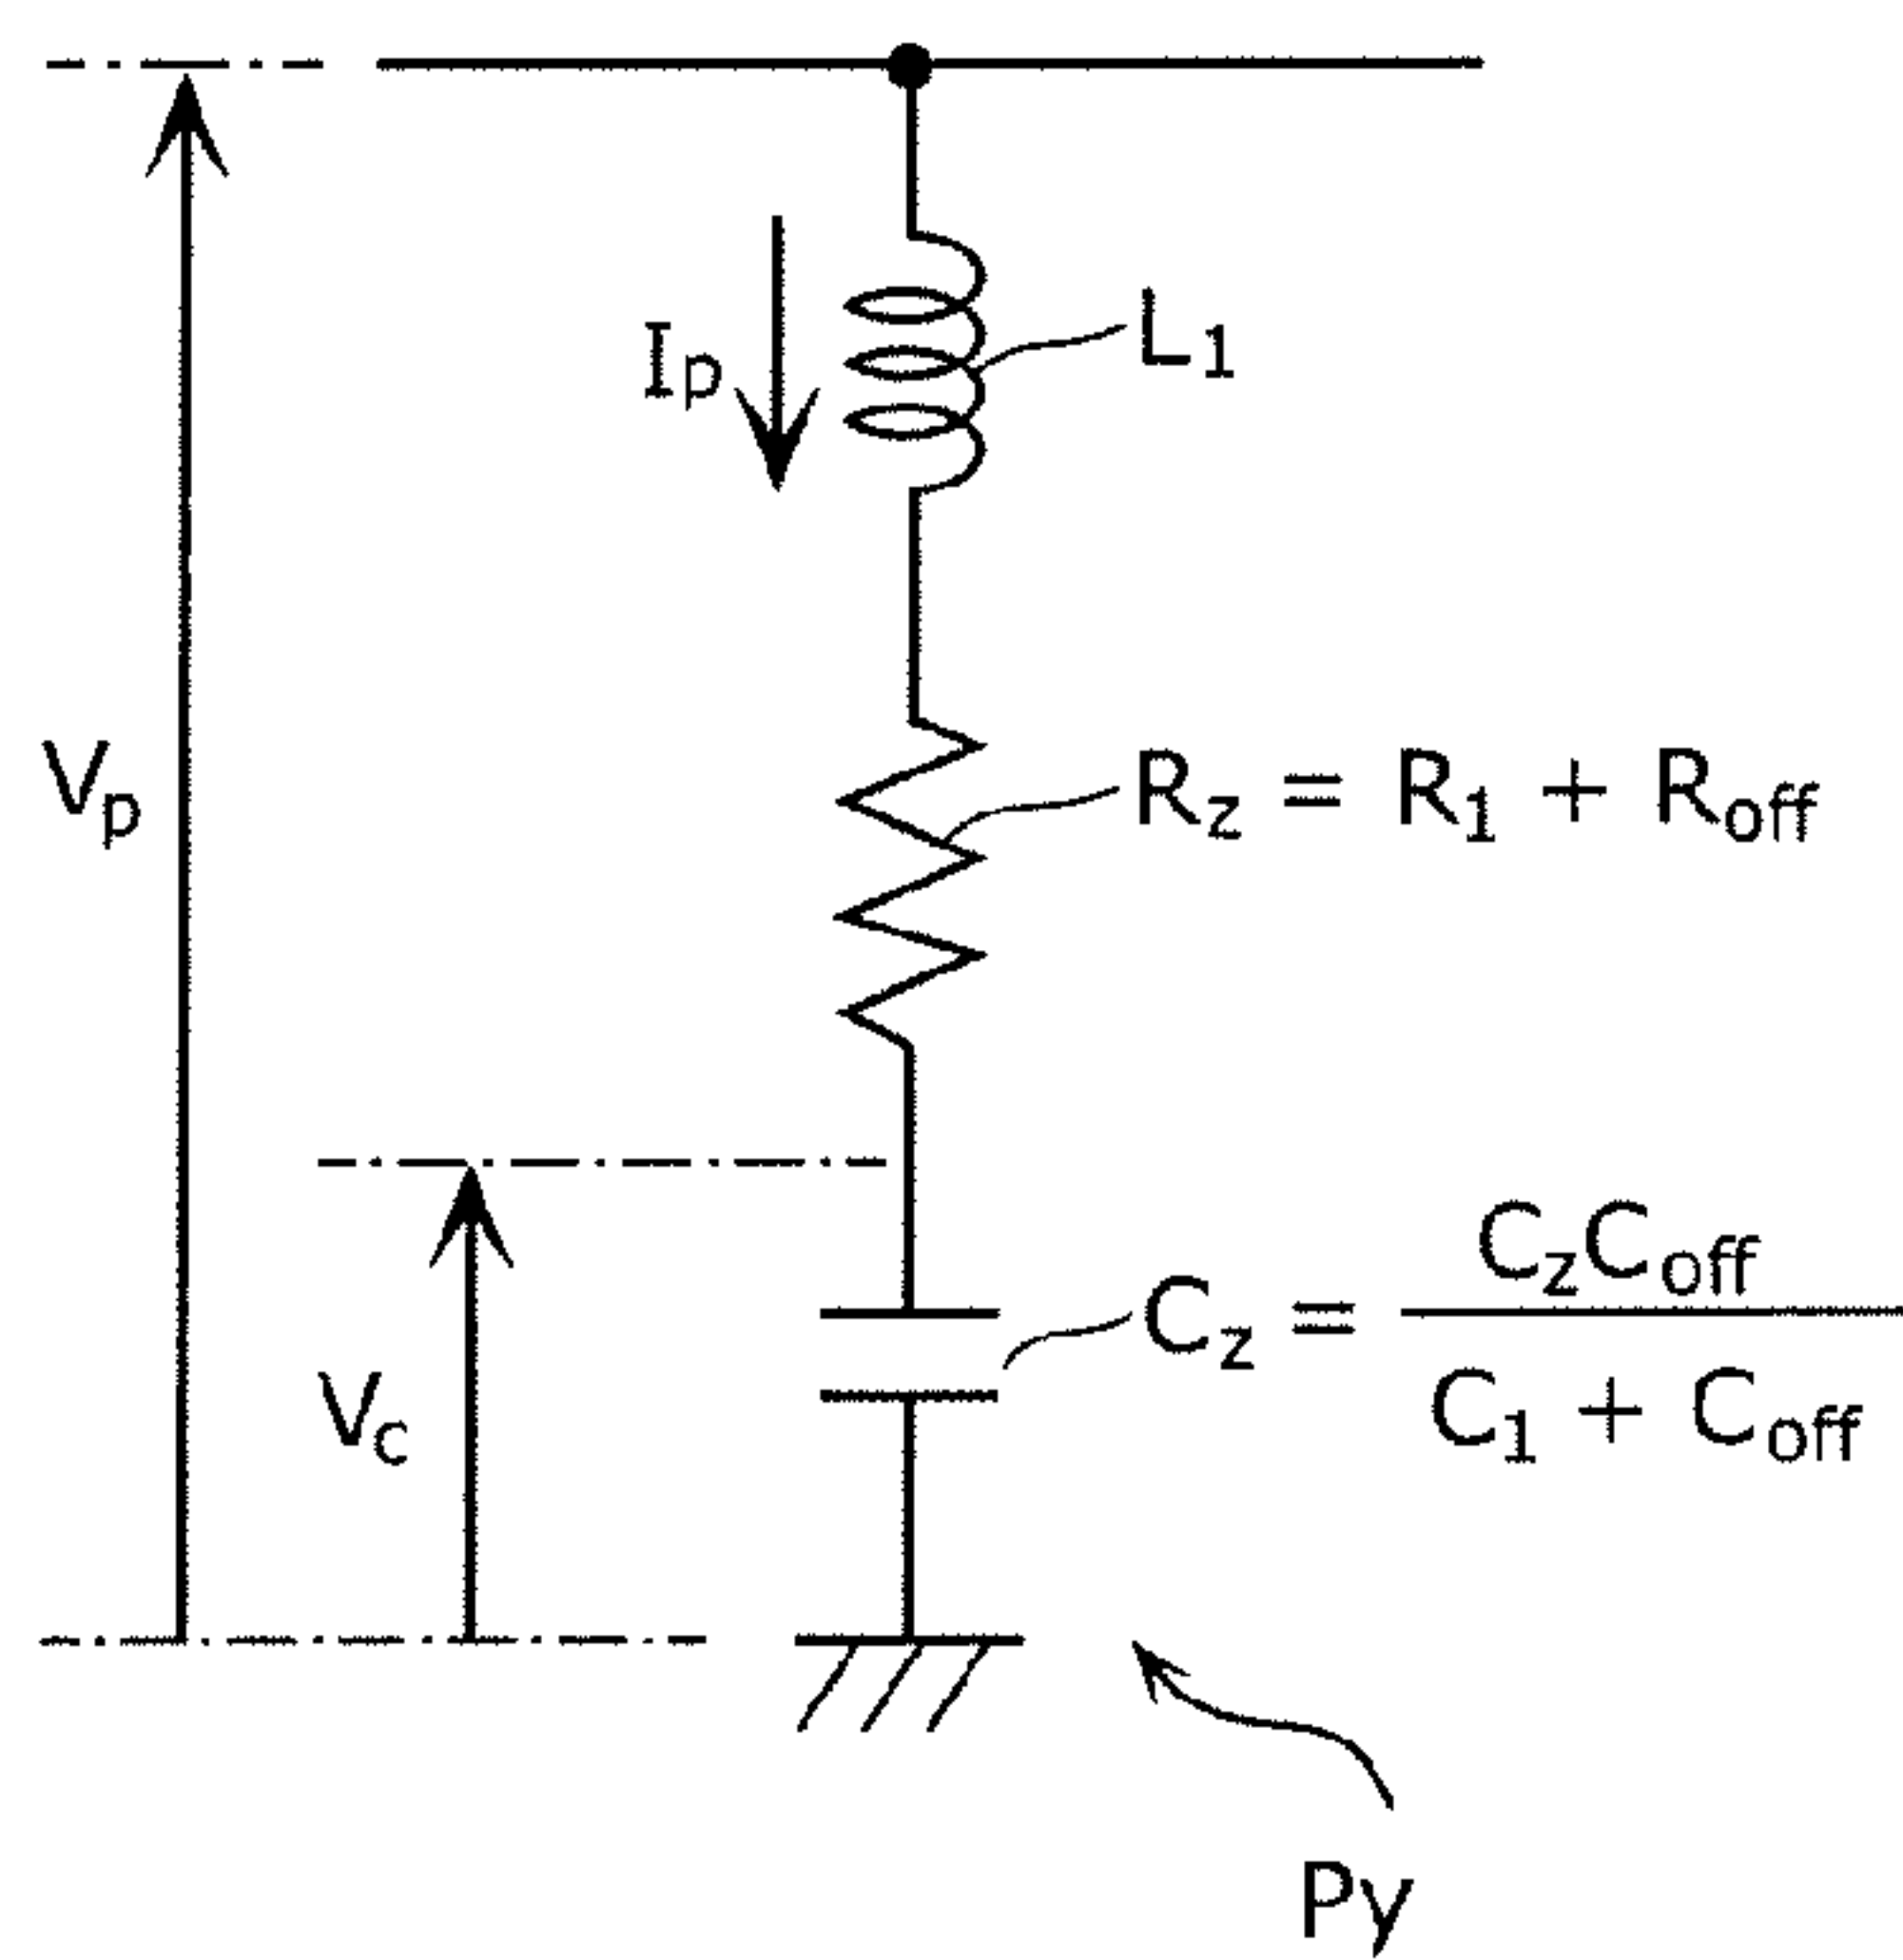 Ip
L1
Vp
Rz = R1 + Roff
Vc
Cz = CzCoff
C1 + Coff
Py